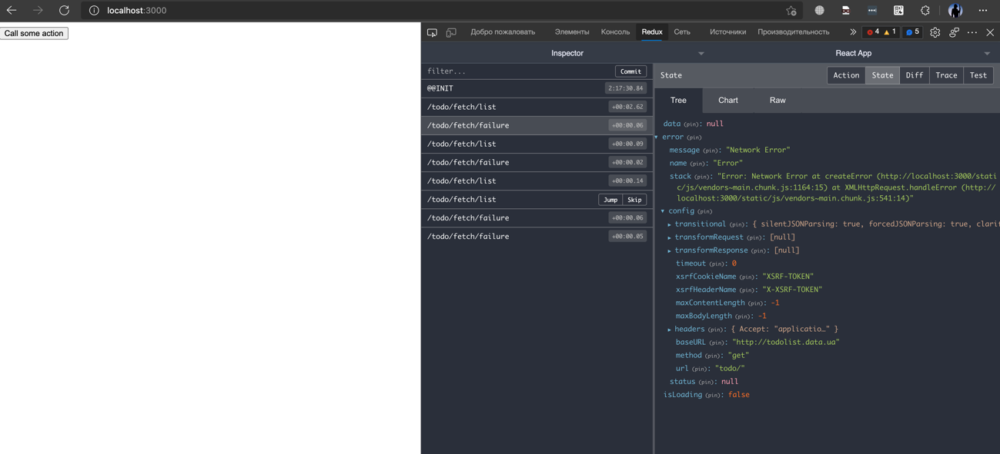 localhost:3000
Call some action
Добро пожаловать Элементы Консоль Redux Сеть Источники Производительность 4 1 5
Inspector
React App
filter... Commit
@@INIT 2:17:30.84
/todo/fetch/list +00:02.62
/todo/fetch/failure +00:00.06
/todo/fetch/list +00:00.09
/todo/fetch/failure +00:00.02
/todo/fetch/list +00:00.14
/todo/fetch/list Jump Skip
/todo/fetch/failure +00:00.06
/todo/fetch/failure +00:00.05
State Action State Diff Trace Test
Tree Chart Raw
data (pin): null
error (pin)
message (pin): "Network Error"
name (pin): "Error"
stack (pin): "Error: Network Error at createError (http://localhost:3000/stati
c/js/vendors~main.chunk.js:1164:15) at XMLHttpRequest.handleError (http://
localhost:3000/static/js/vendors~main.chunk.js:541:14)"
config (pin)
transitional (pin): { silentJSONParsing: true, forcedJSONParsing: true, clarif
transformRequest (pin): [null]
transformResponse (pin): [null]
timeout (pin): 0
xsrfCookieName (pin): "XSRF-TOKEN"
xsrfHeaderName (pin): "X-XSRF-TOKEN"
maxContentLength (pin): -1
maxBodyLength (pin): -1
headers (pin): { Accept: "applicatio…" }
baseURL (pin): "http://todolist.data.ua"
method (pin): "get"
url (pin): "todo/"
status (pin): null
isLoading (pin): false